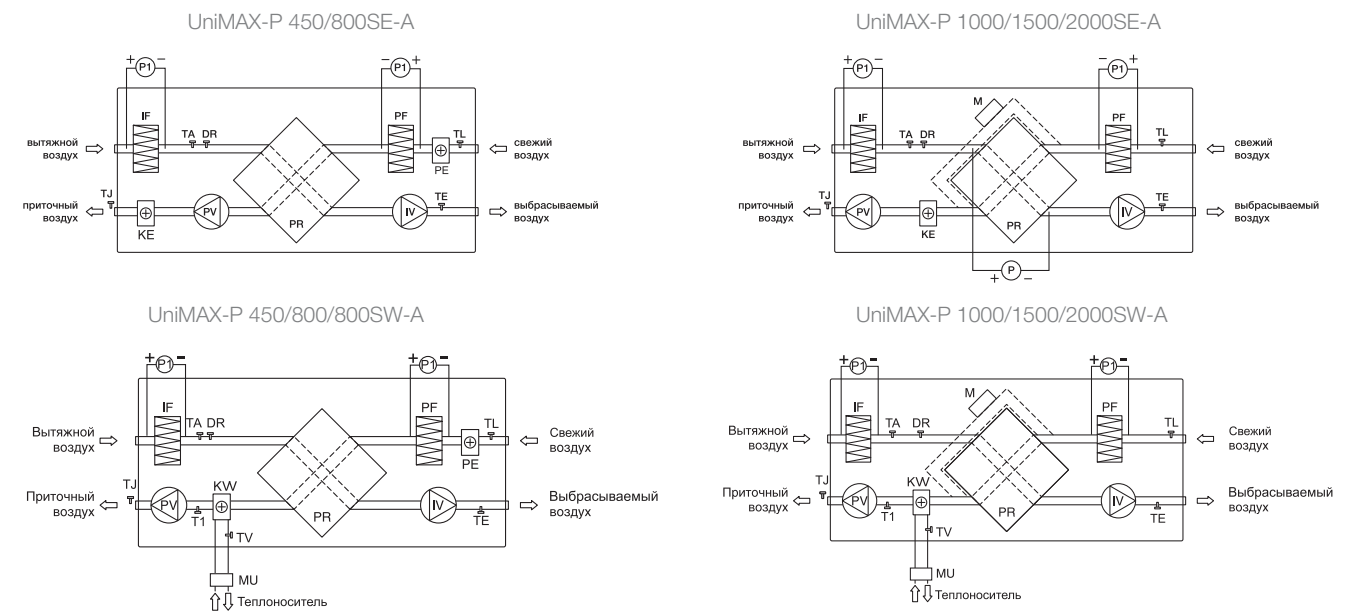 UniMAX-P 450/800SE-A
+ P1 −
− P1 +
IF
PF
TA DR
TL
вытяжной
воздух
свежий
воздух
PE
TJ
TE
приточный
воздух
PV
IV
выбрасываемый
воздух
KE
PR
UniMAX-P 1000/1500/2000SE-A
+ P1 −
− P1 +
M
IF
PF
TA DR
TL
вытяжной
воздух
свежий
воздух
TJ
TE
приточный
воздух
PV
IV
выбрасываемый
воздух
KE
PR
+ P −
UniMAX-P 450/800/800SW-A
+ P1 -
+ P1 -
IF
PF
TA DR
TL
Вытяжной
воздух
Свежий
воздух
PE
TJ
KW
Приточный
воздух
PV
IV
Выбрасываемый
воздух
T1
PR
TE
TV
MU
Теплоноситель
UniMAX-P 1000/1500/2000SW-A
+ P1 -
+ P1 -
M
IF
PF
TA DR
TL
Вытяжной
воздух
Свежий
воздух
TJ
KW
Приточный
воздух
PV
IV
Выбрасываемый
воздух
T1
PR
TE
TV
MU
Теплоноситель